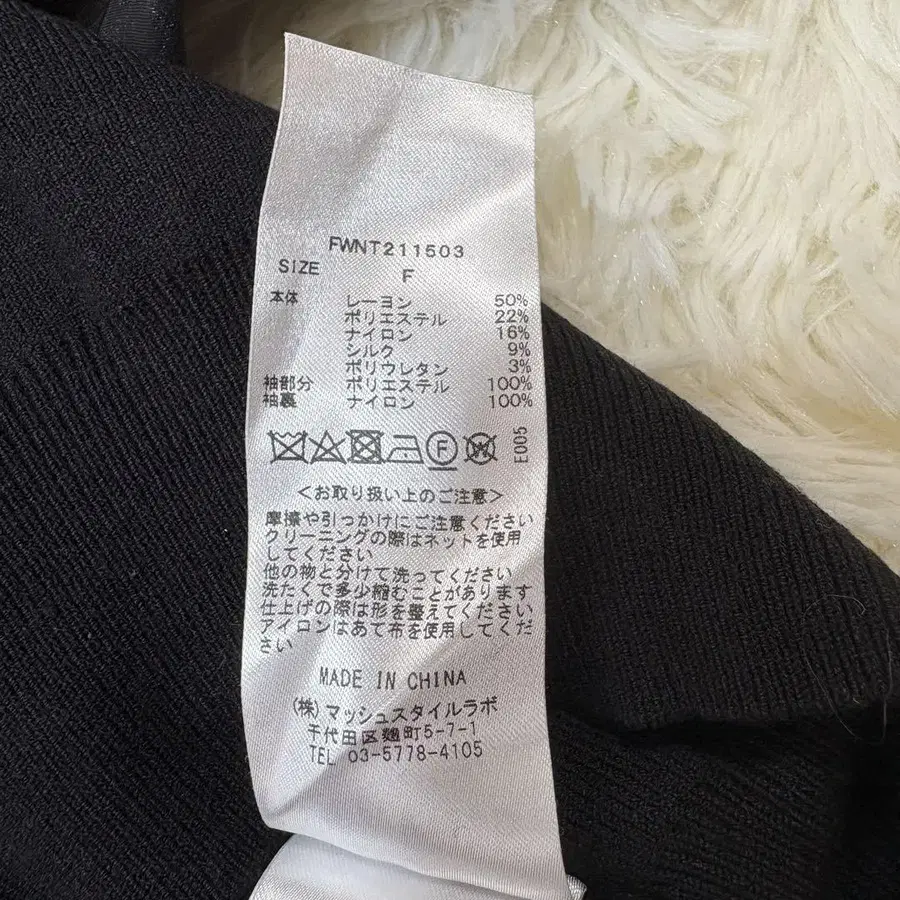 FWNT211503
SIZE F
本体 レーヨン 50%
ポリエステル 22%
ナイロン 16%
シルク 9%
ポリウレタン 3%
袖部分 ポリエステル 100%
袖裏 ナイロン 100%
F W E005
<お取り扱い上のご注意>
摩擦や引っかけにご注意ください
クリーニングの際はネットを使用
してください
他の物と分けて洗ってください
洗たくで多少縮むことがあります
仕上げの際は形を整えてください
アイロンはあて布を使用してくだ
さい
MADE IN CHINA
(株)マッシュスタイルラボ
千代田区麹町5-7-1
TEL 03-5778-4105